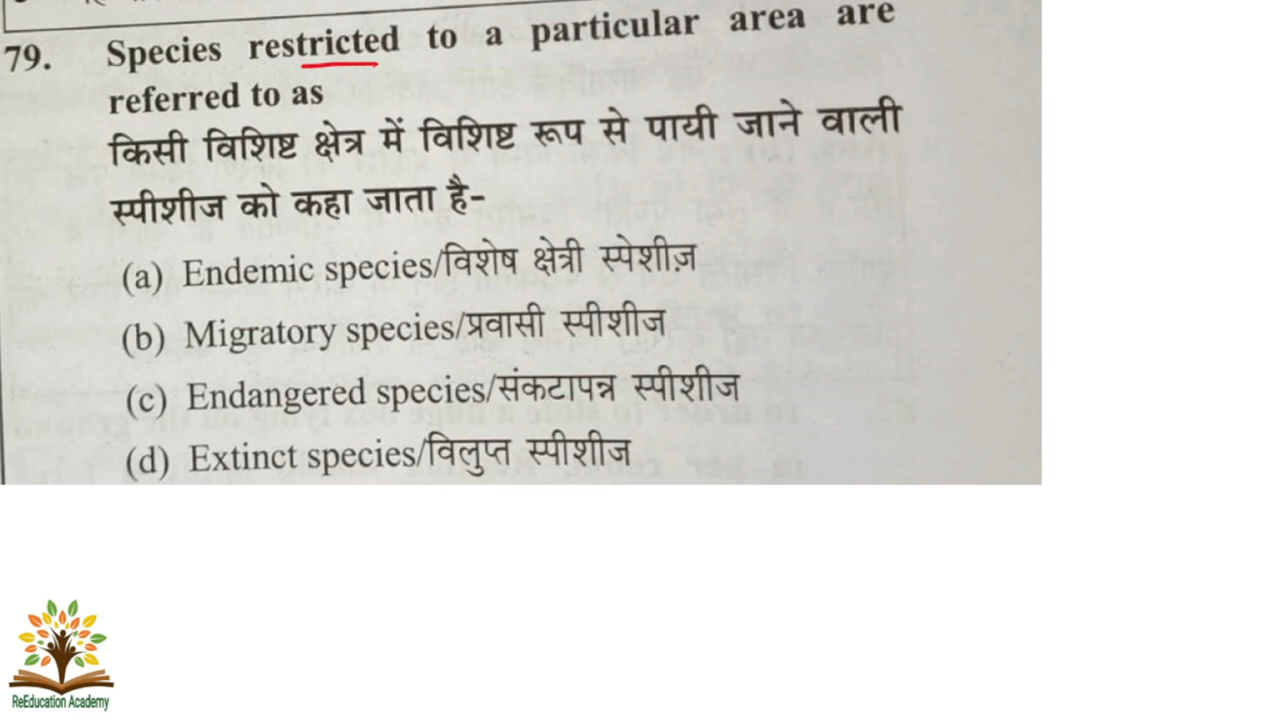 79. Species restricted to a particular area are
referred to as
किसी विशिष्ट क्षेत्र में विशिष्ट रूप से पायी जाने वाली
स्पीशीज को कहा जाता है-
(a) Endemic species/विशेष क्षेत्री स्पेशीज़
(b) Migratory species/प्रवासी स्पीशीज
(c) Endangered species/संकटापन्न स्पीशीज
(d) Extinct species/विलुप्त स्पीशीज
ReEducation Academy